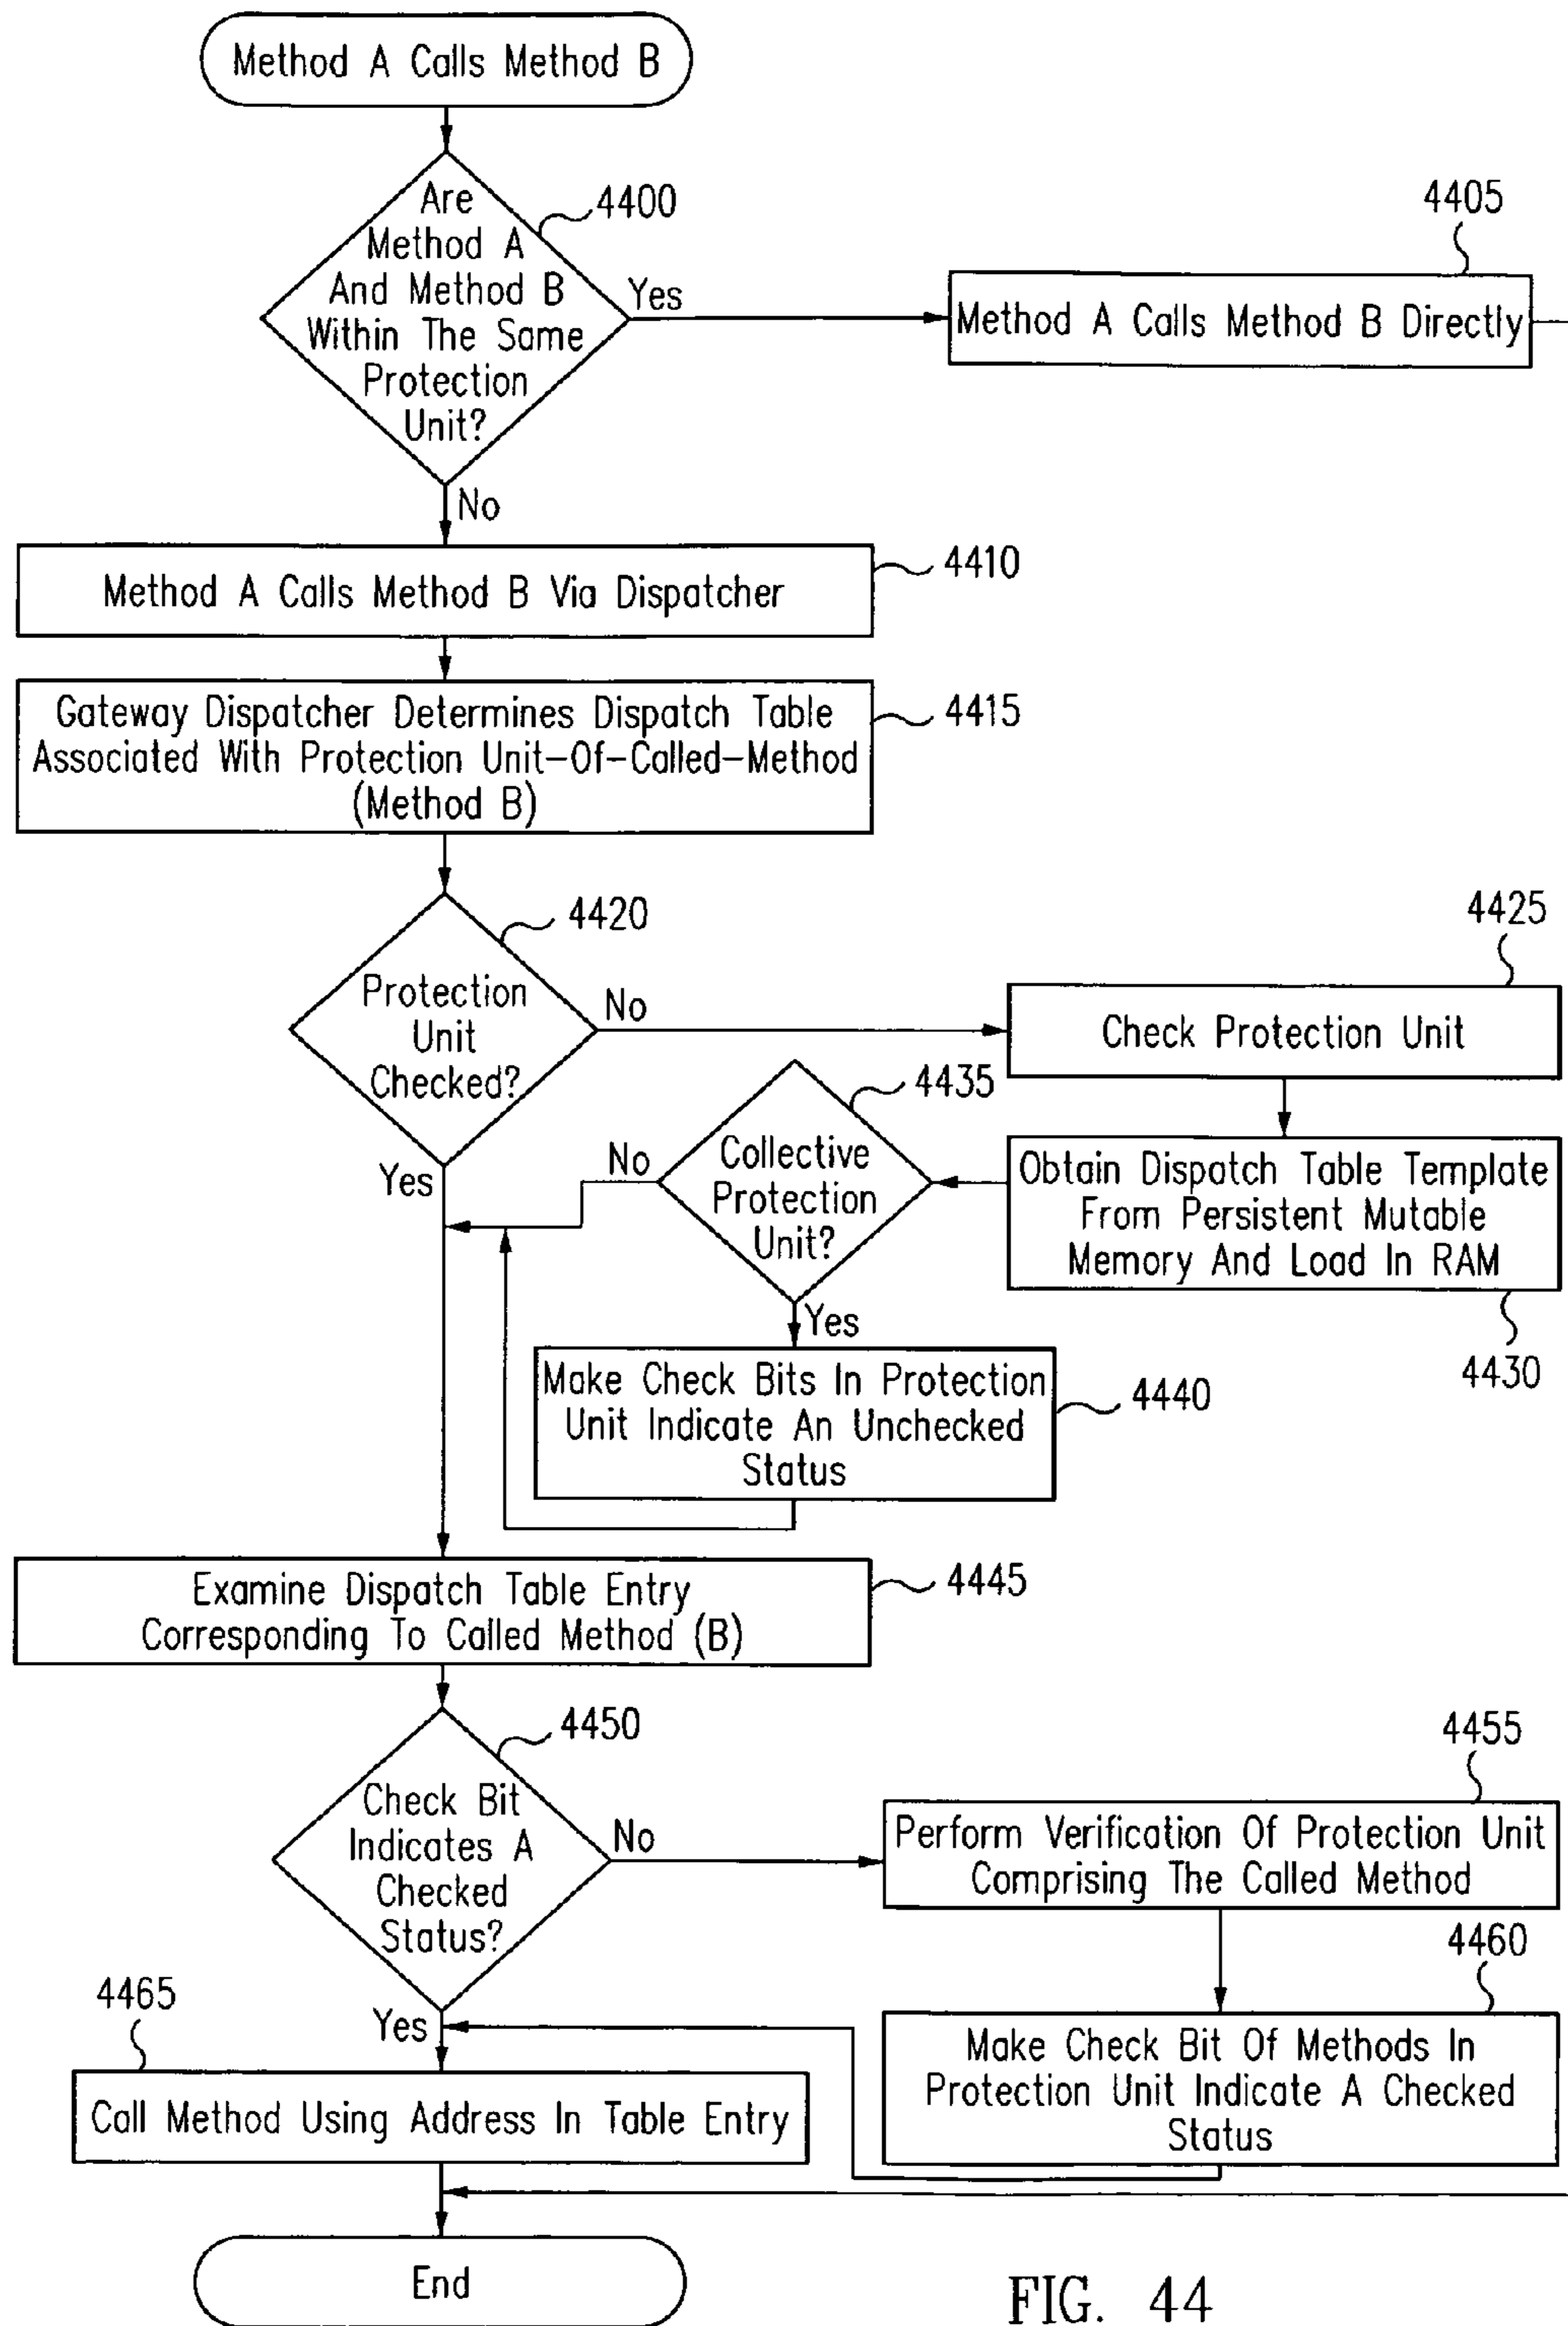 Method A Calls Method B
Are
Method A
And Method B
Within The Same
Protection
Unit?
4400
Yes
4405
Method A Calls Method B Directly
No
Method A Calls Method B Via Dispatcher
4410
Gateway Dispatcher Determines Dispatch Table
Associated With Protection Unit-Of-Called-Method
(Method B)
4415
4420
Protection
Unit
Checked?
No
4425
Check Protection Unit
Yes
4435
Collective
Protection
Unit?
No
Obtain Dispatch Table Template
From Persistent Mutable
Memory And Load In RAM
4430
Yes
Make Check Bits In Protection
Unit Indicate An Unchecked
Status
4440
Examine Dispatch Table Entry
Corresponding To Called Method (B)
4445
4450
Check Bit
Indicates A
Checked
Status?
No
4455
Perform Verification Of Protection Unit
Comprising The Called Method
4460
Make Check Bit Of Methods In
Protection Unit Indicate A Checked
Status
Yes
4465
Call Method Using Address In Table Entry
End
FIG. 44